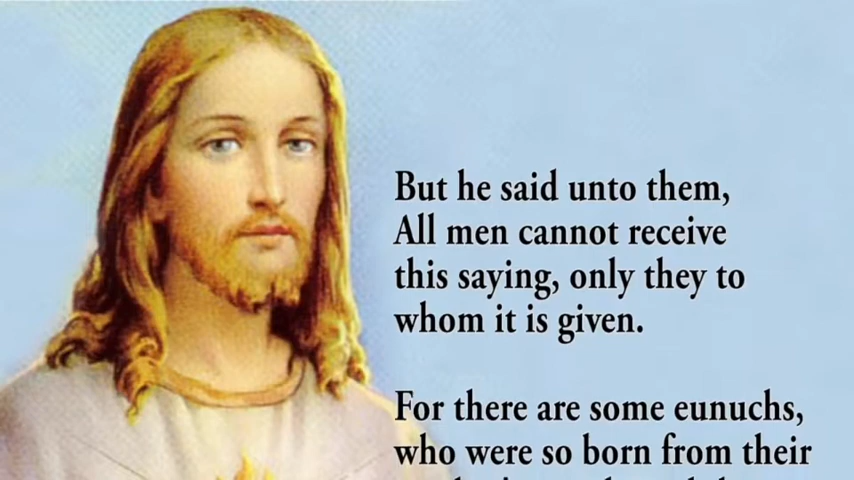 But he said unto them,
All men cannot receive
this saying, only they to
whom it is given.
For there are some eunuchs,
who were so born from their